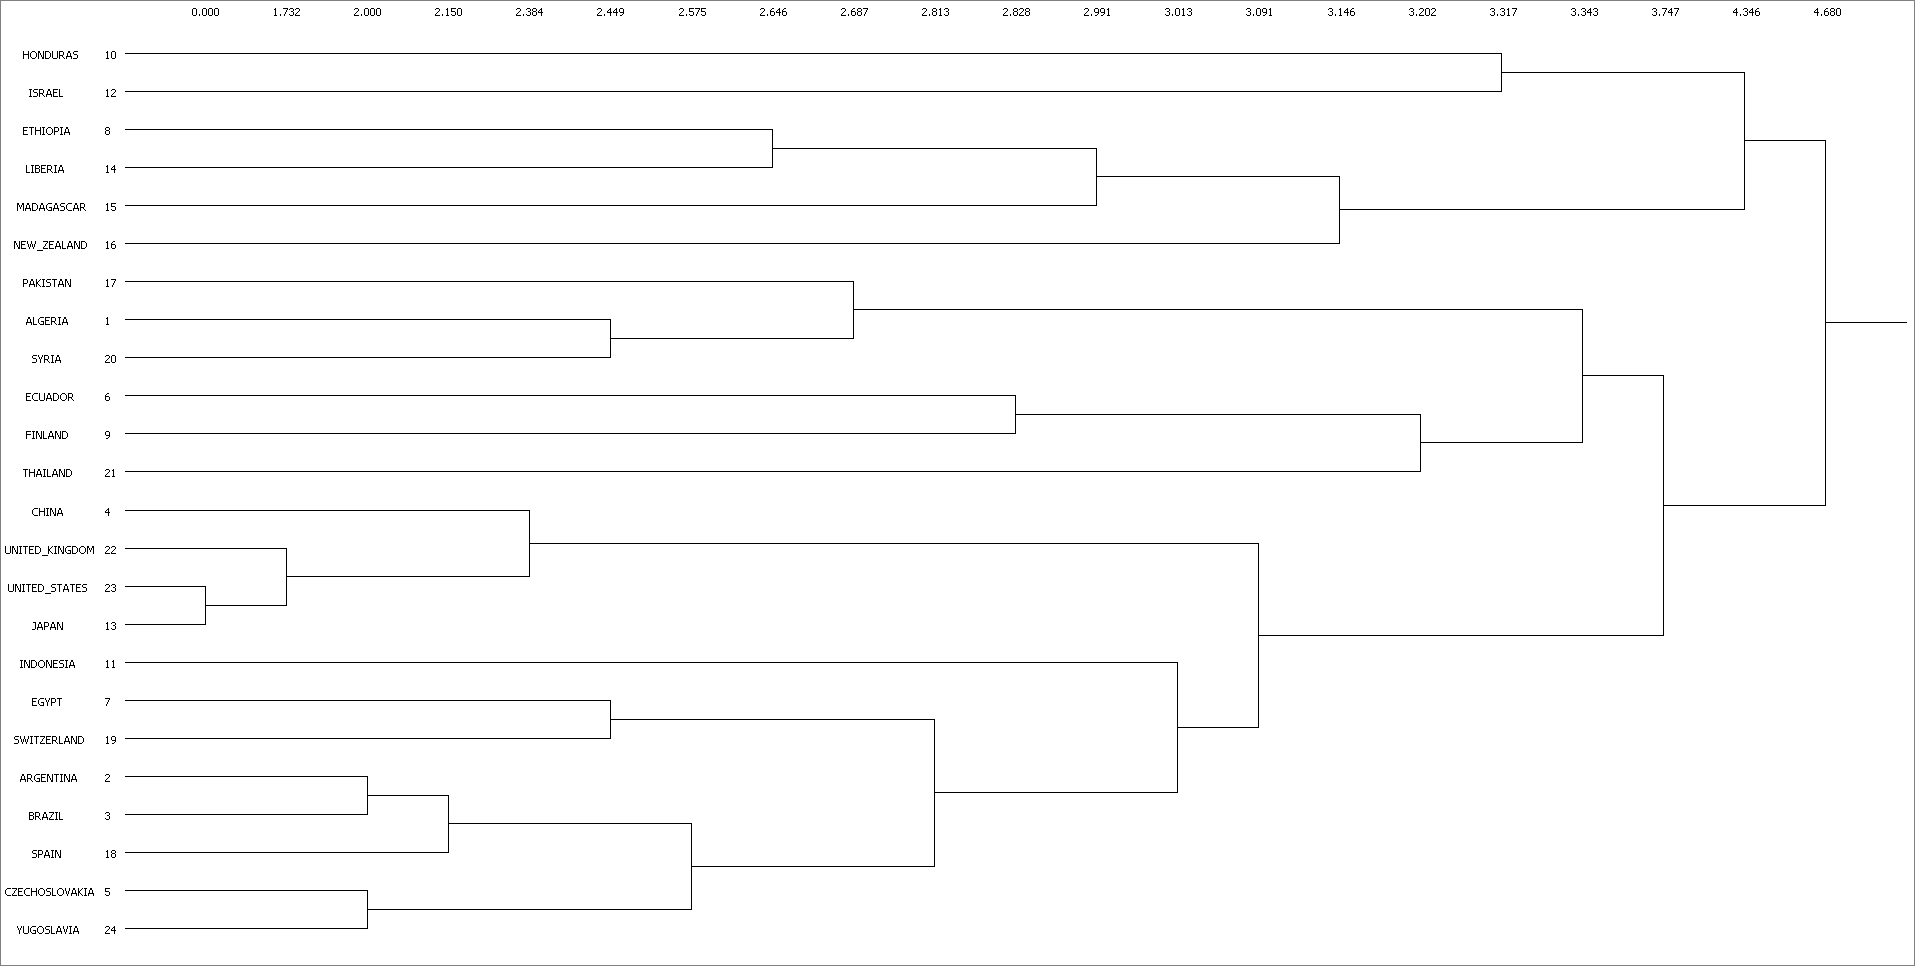 0.000 1.732 2.000 2.150 2.384 2.449 2.575 2.646 2.687 2.813 2.828 2.991 3.013 3.091 3.146 3.202 3.317 3.343 3.747 4.346 4.680
HONDURAS 10
ISRAEL 12
ETHIOPIA 8
LIBERIA 14
MADAGASCAR 15
NEW_ZEALAND 16
PAKISTAN 17
ALGERIA 1
SYRIA 20
ECUADOR 6
FINLAND 9
THAILAND 21
CHINA 4
UNITED_KINGDOM 22
UNITED_STATES 23
JAPAN 13
INDONESIA 11
EGYPT 7
SWITZERLAND 19
ARGENTINA 2
BRAZIL 3
SPAIN 18
CZECHOSLOVAKIA 5
YUGOSLAVIA 24